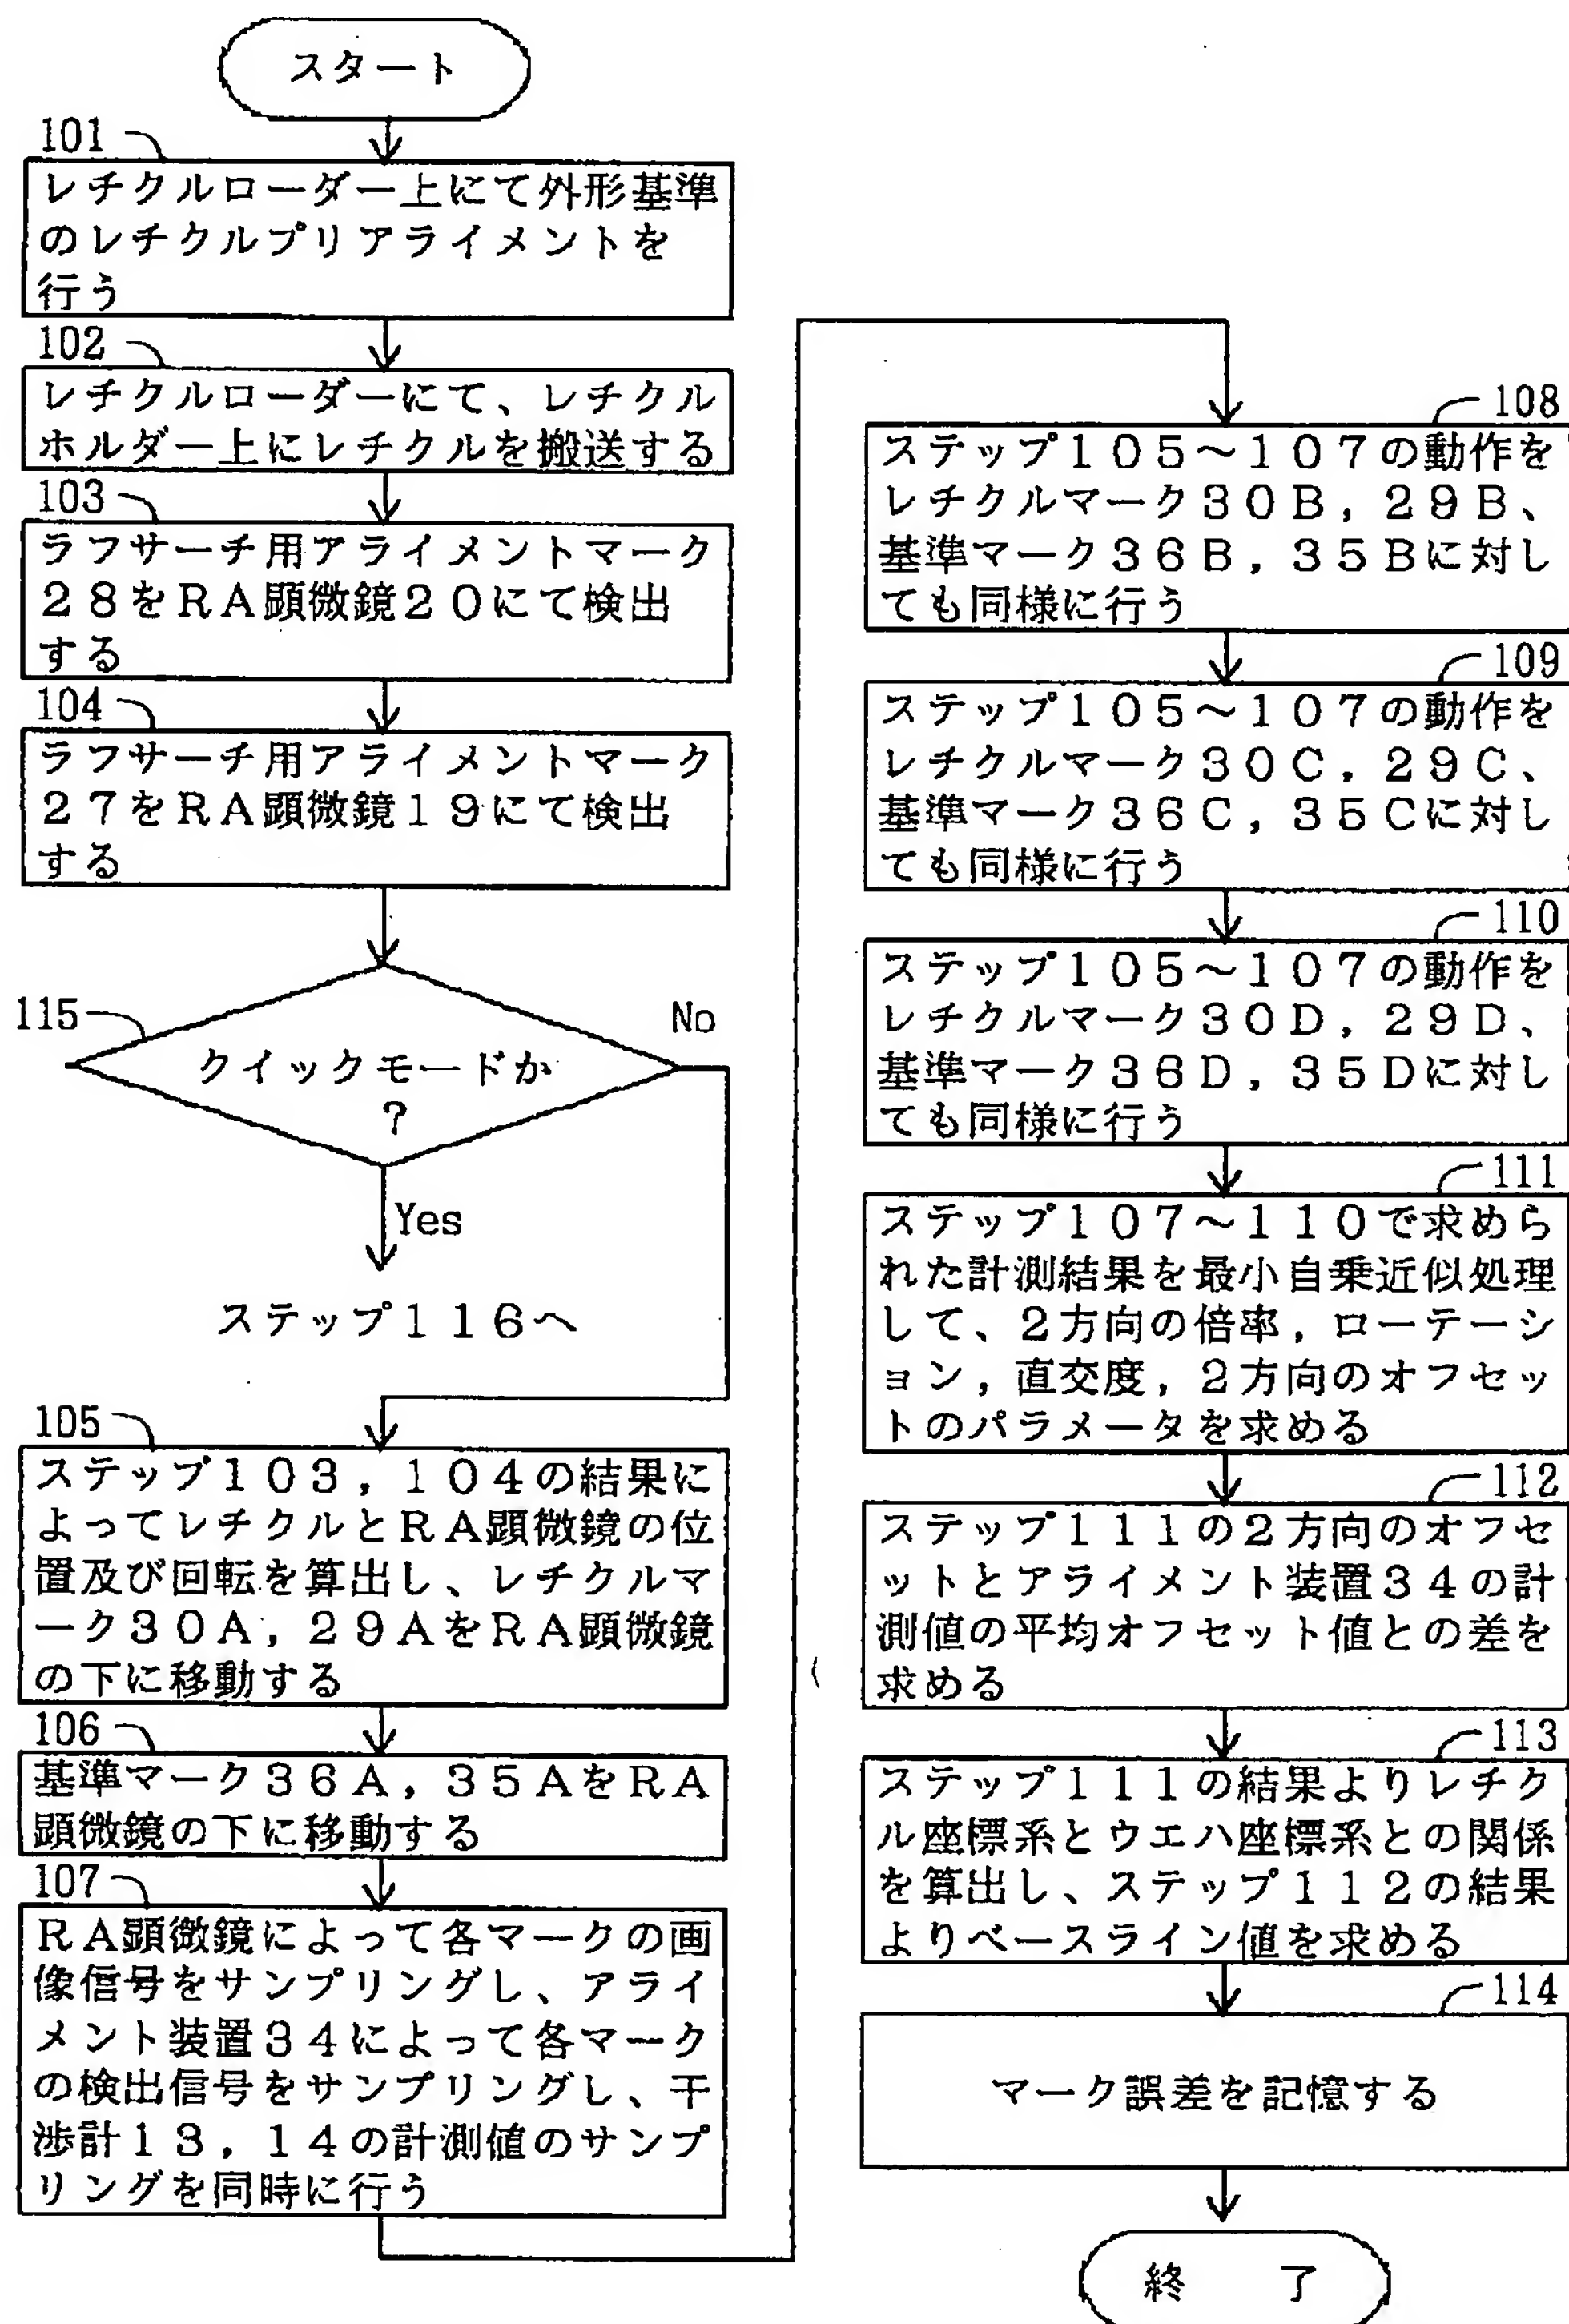 スタート
101
レチクルローダー上にて外形基準
のレチクルプリアライメントを
行う
102
レチクルローダーにて、レチクル
ホルダー上にレチクルを搬送する
103
ラフサーチ用アライメントマーク
28をRA顕微鏡20にて検出
する
104
ラフサーチ用アライメントマーク
27をRA顕微鏡19にて検出
する
115
クイックモードか
?
No
Yes
ステップ116へ
105
ステップ103,104の結果に
よってレチクルとRA顕微鏡の位
置及び回転を算出し、レチクルマ
ーク30A,29AをRA顕微鏡
の下に移動する
106
基準マーク36A,35AをRA
顕微鏡の下に移動する
107
RA顕微鏡によって各マークの画
像信号をサンプリングし、アライ
メント装置34によって各マーク
の検出信号をサンプリングし、干
渉計13,14の計測値のサンプ
リングを同時に行う
108
ステップ105~107の動作を
レチクルマーク30B,29B、
基準マーク36B,35Bに対し
ても同様に行う
109
ステップ105~107の動作を
レチクルマーク30C,29C、
基準マーク36C,35Cに対し
ても同様に行う
110
ステップ105~107の動作を
レチクルマーク30D,29D、
基準マーク36D,35Dに対し
ても同様に行う
111
ステップ107~110で求めら
れた計測結果を最小自乗近似処理
して、2方向の倍率,ローテーシ
ョン,直交度,2方向のオフセッ
トのパラメータを求める
112
ステップ111の2方向のオフセ
ットとアライメント装置34の計
測値の平均オフセット値との差を
求める
113
ステップ111の結果よりレチク
ル座標系とウエハ座標系との関係
を算出し、ステップ112の結果
よりベースライン値を求める
114
マーク誤差を記憶する
終 了